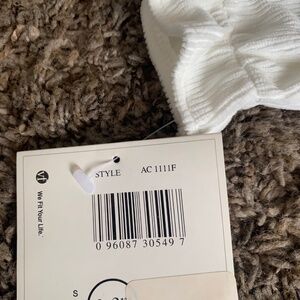 STYLE AC 1111F
We Fit Your Life.
0 96087 30549 7
S